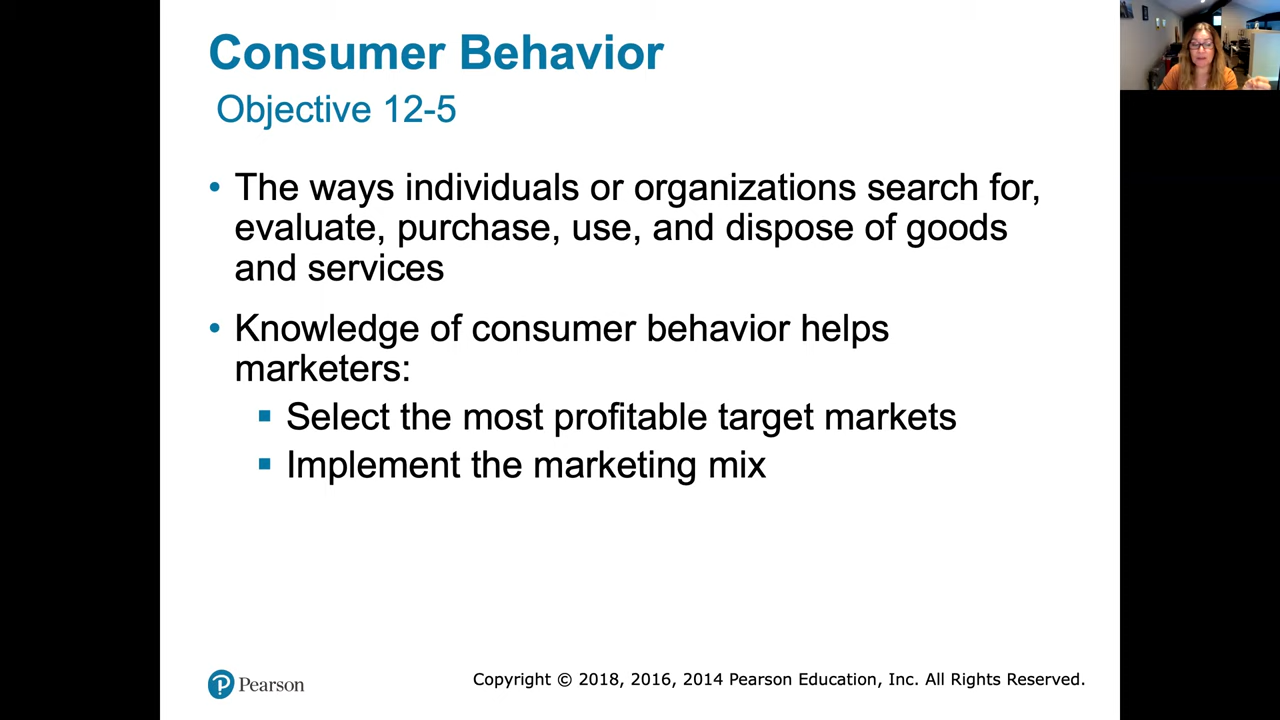 Consumer Behavior
Objective 12-5
• The ways individuals or organizations search for,
evaluate, purchase, use, and dispose of goods
and services
• Knowledge of consumer behavior helps
marketers:
▪ Select the most profitable target markets
▪ Implement the marketing mix
Pearson
Copyright © 2018, 2016, 2014 Pearson Education, Inc. All Rights Reserved.